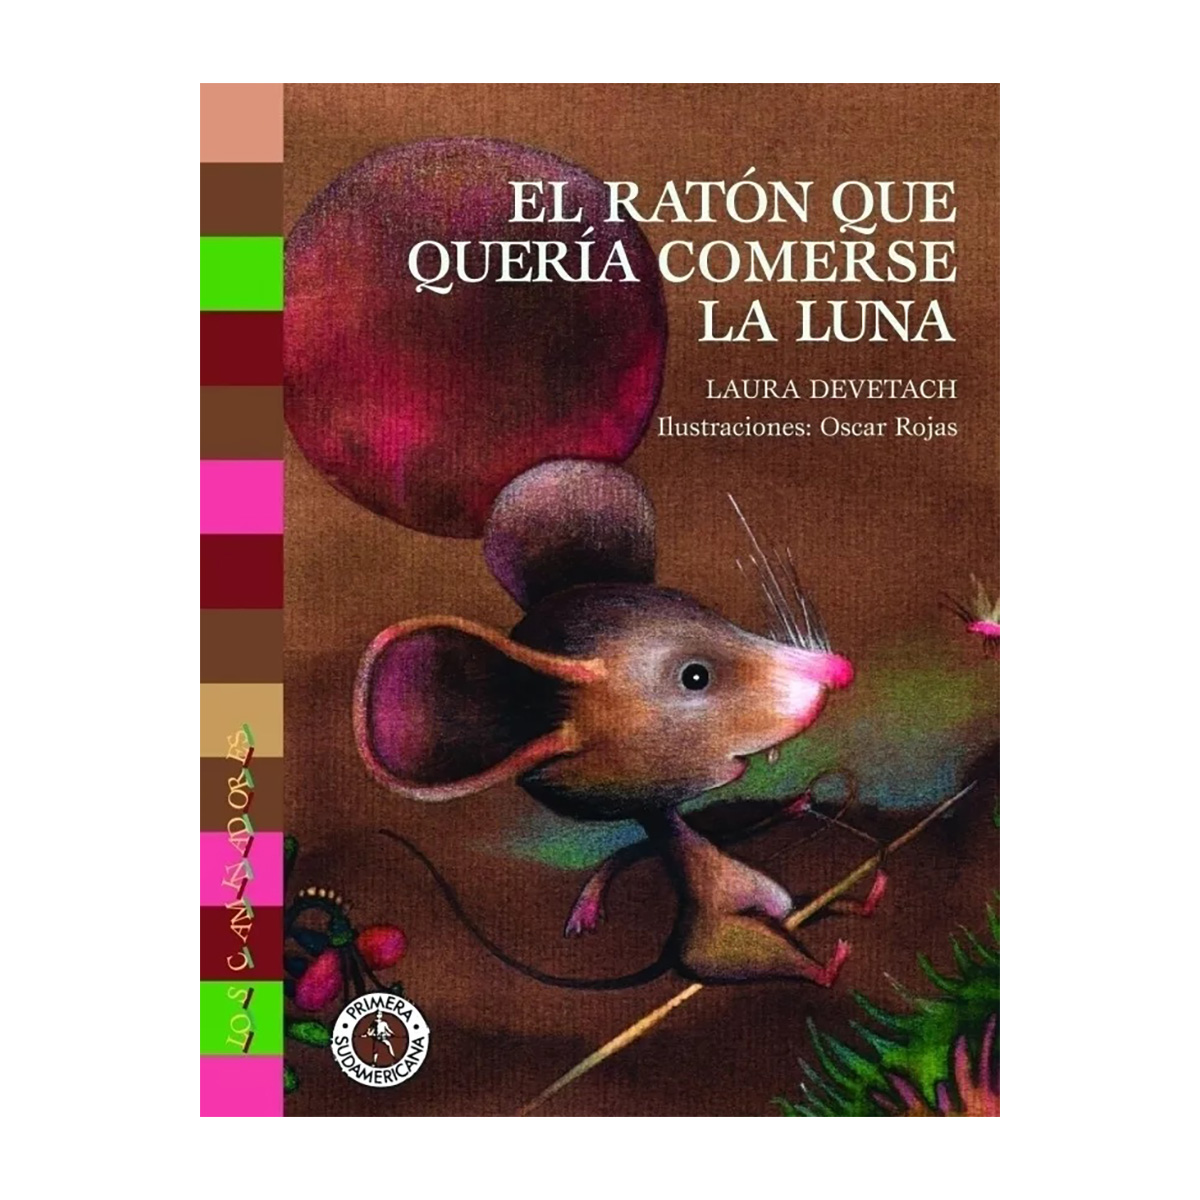 EL RATÓN QUE
QUERÍA COMERSE
LA LUNA
LAURA DEVETACH
Ilustraciones: Oscar Rojas
LOS CAMINADORES
PRIMERA
SUDAMERICANA